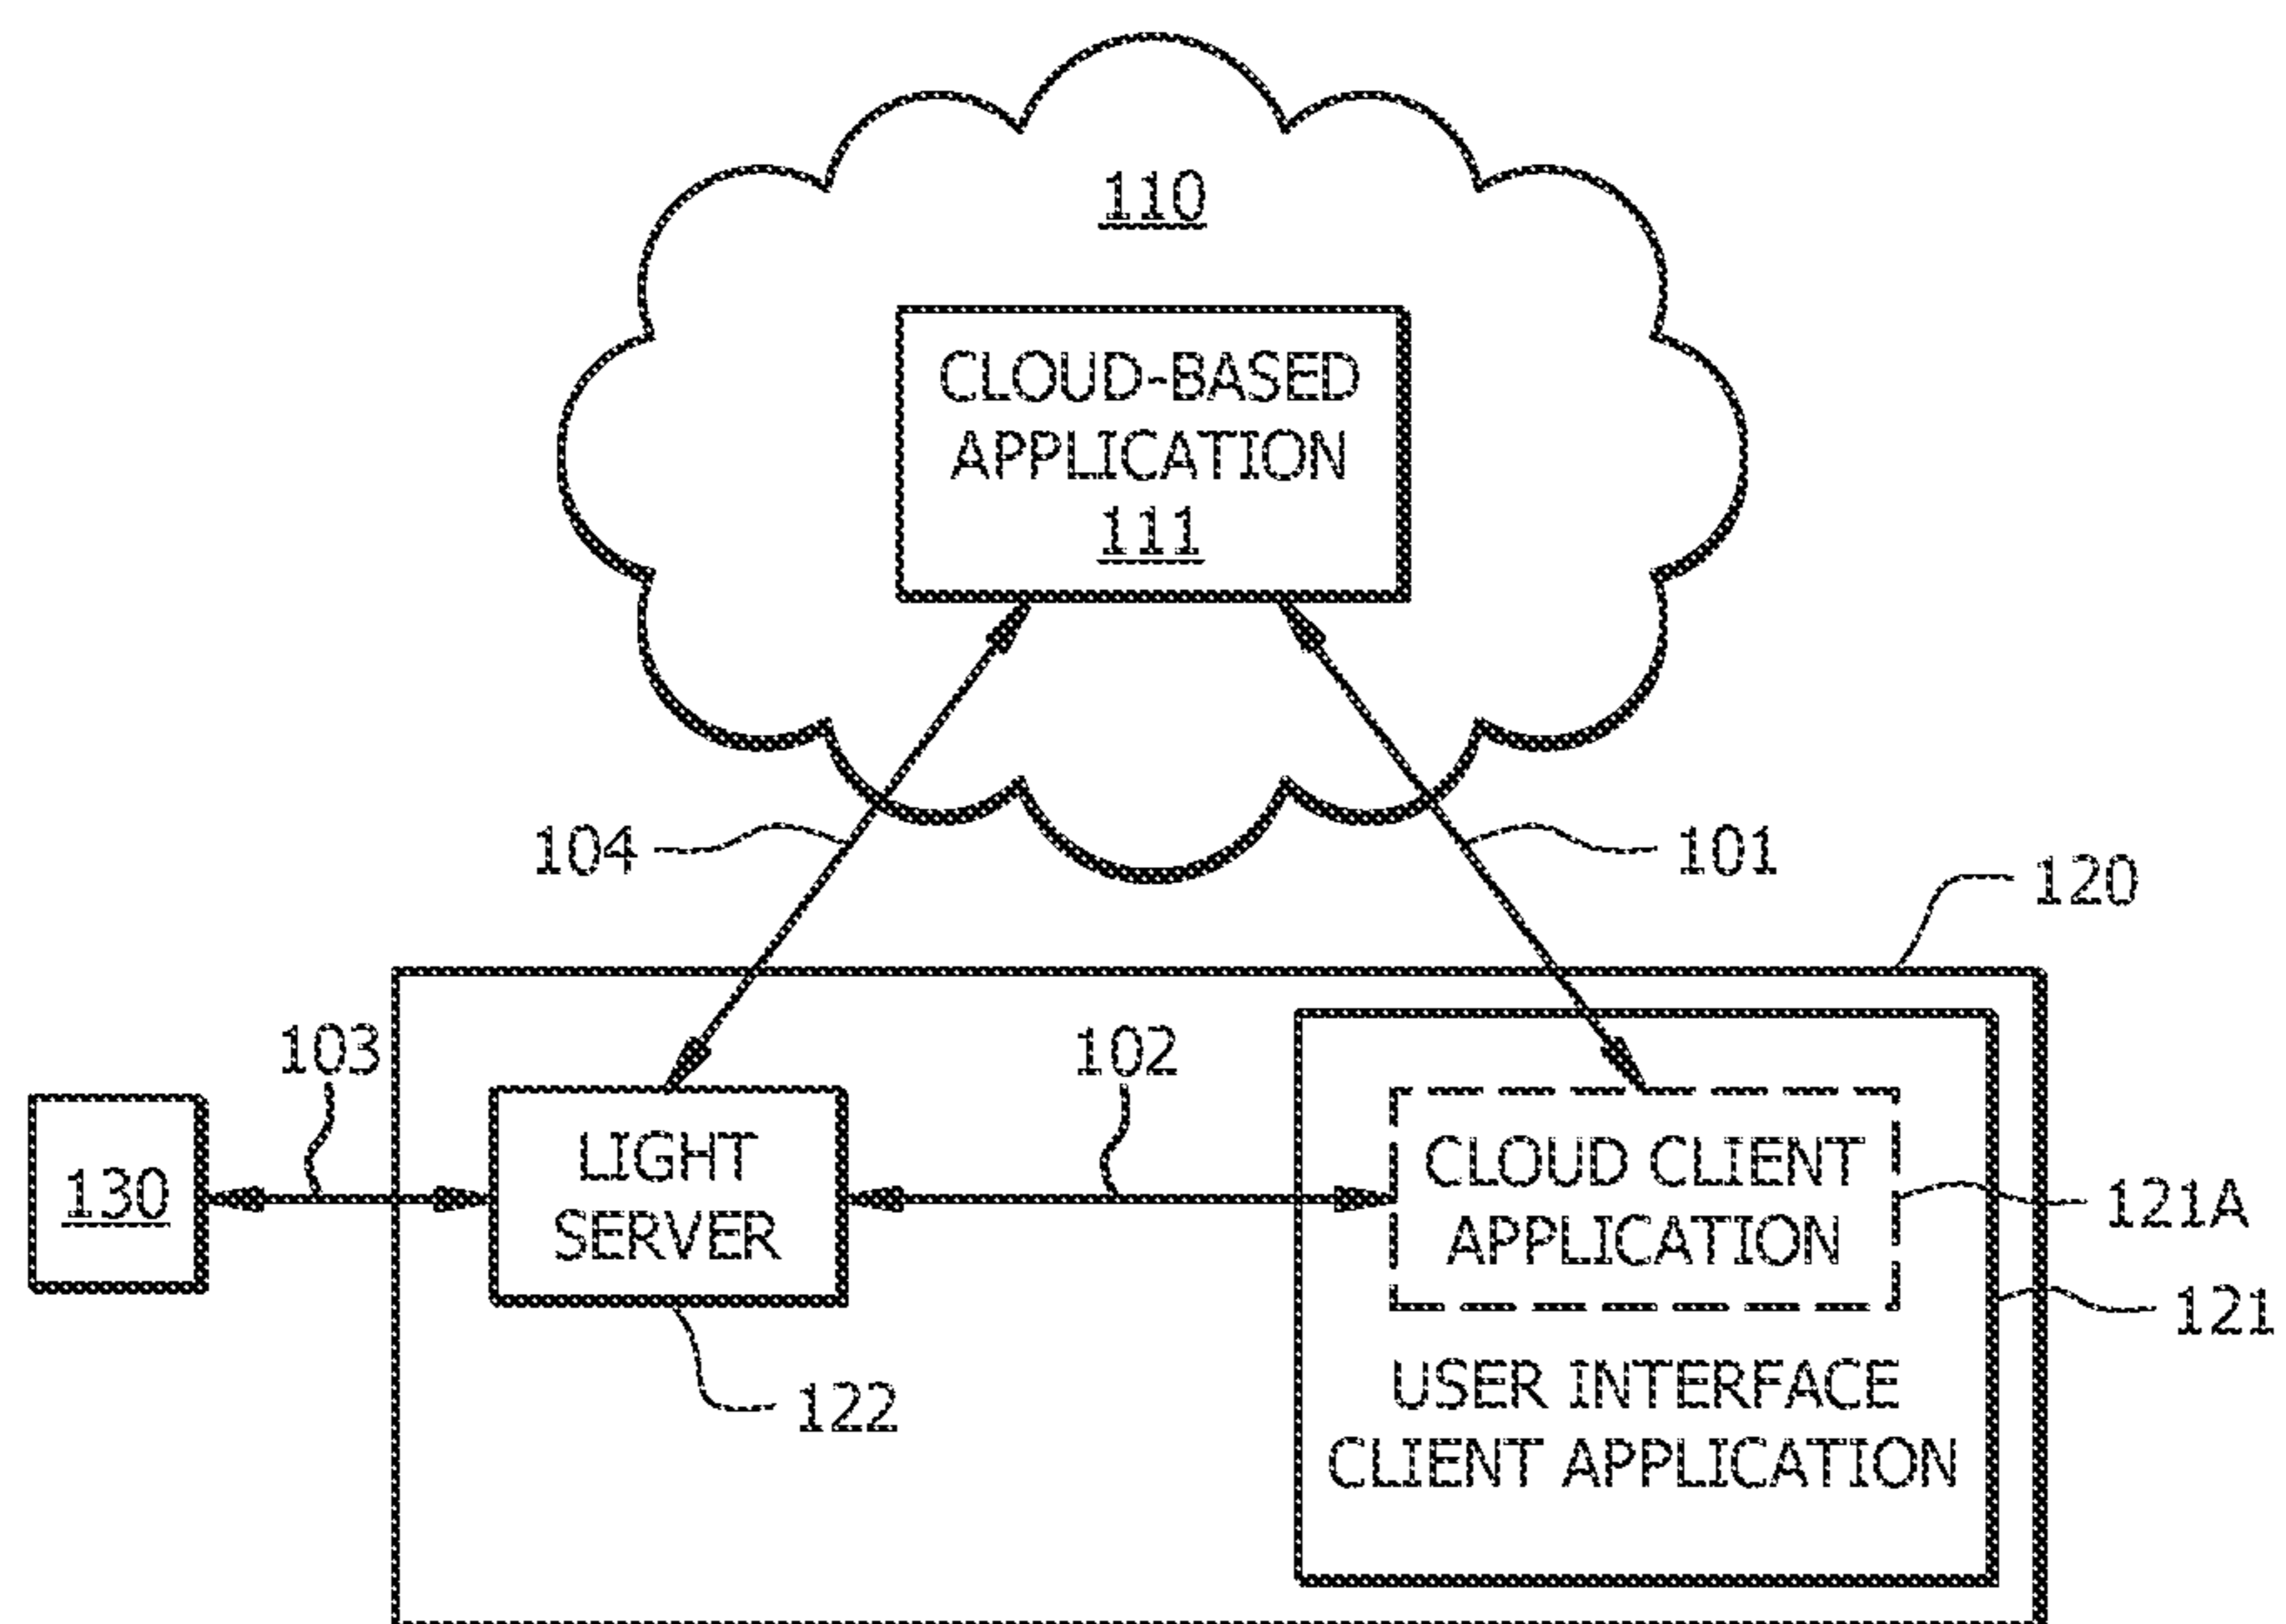 110
CLOUD-BASED
APPLICATION
111
104
101
120
103
102
130
LIGHT
SERVER
CLOUD CLIENT
APPLICATION
121A
121
122
USER INTERFACE
CLIENT APPLICATION